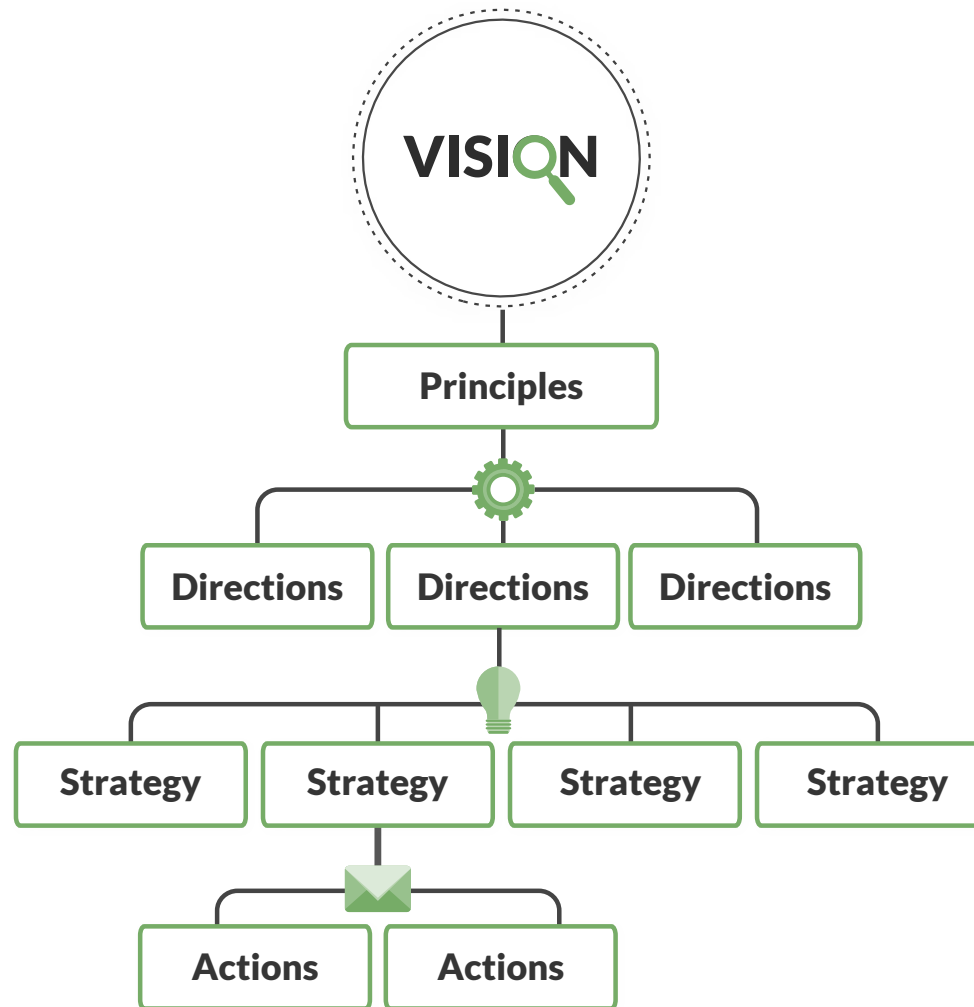 VISION
Principles
Directions Directions Directions
Strategy Strategy Strategy Strategy
Actions Actions